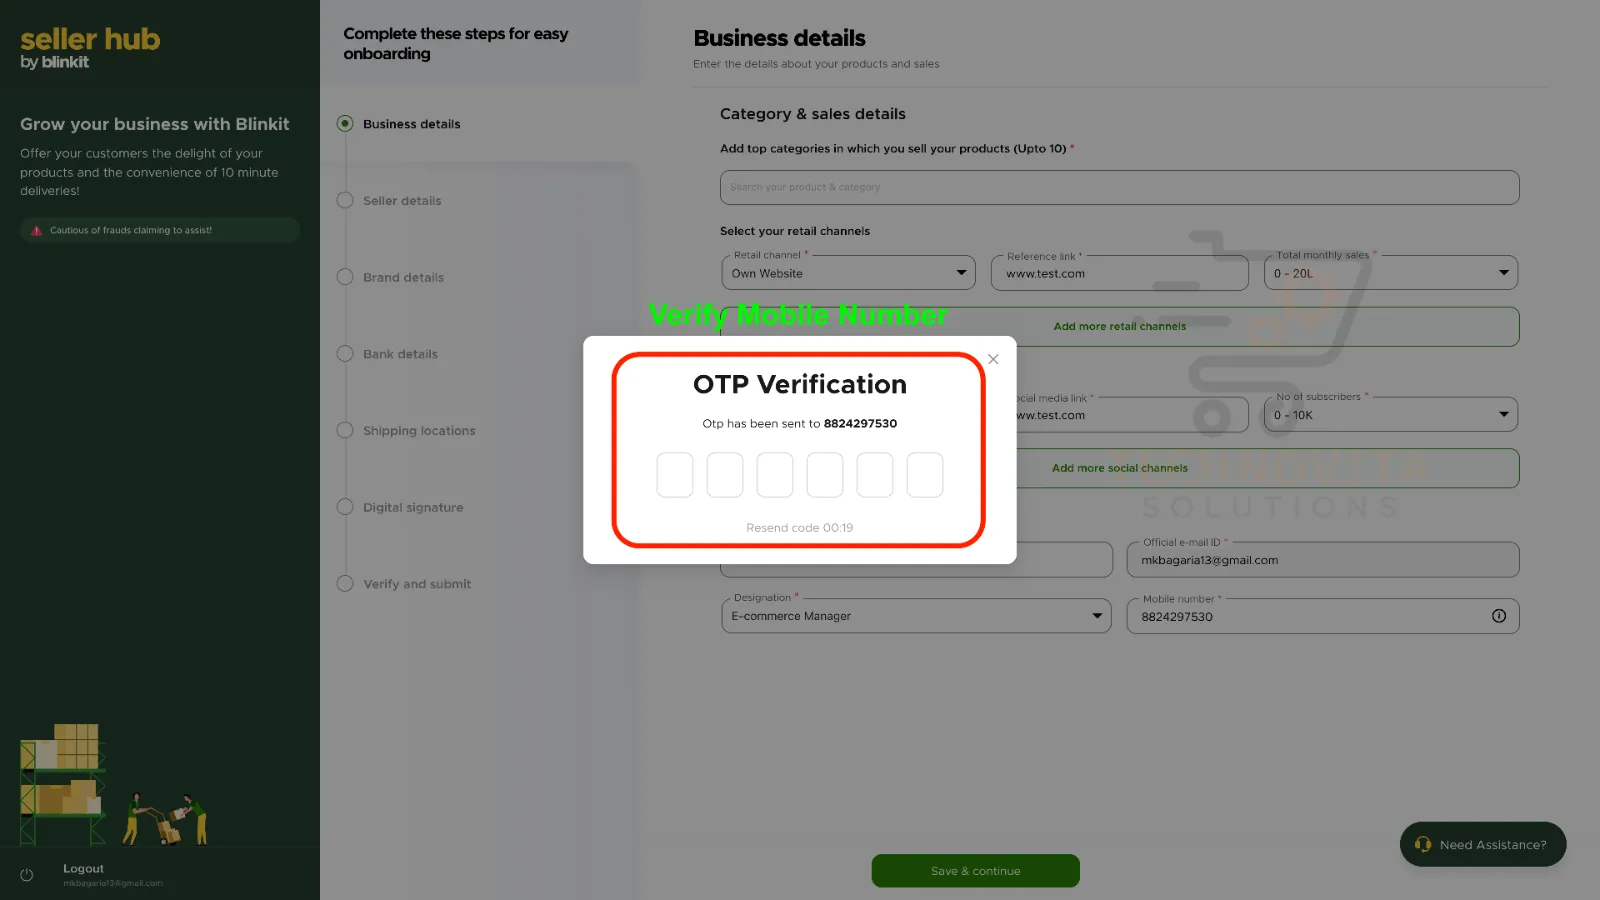 seller hub
by blinkit
Grow your business with Blinkit
Offer your customers the delight of your
products and the convenience of 10 minute
deliveries!
Cautious of frauds claiming to assist!
Logout
mkbagaria13@gmail.com
Complete these steps for easy
onboarding
Business details
Seller details
Brand details
Bank details
Shipping locations
Digital signature
Verify and submit
Business details
Enter the details about your products and sales
Category & sales details
Add top categories in which you sell your products (Upto 10) *
Search your product & category
Select your retail channels
Retail channel *
Own Website
Reference link *
www.test.com
Total monthly sales *
0 - 20L
Add more retail channels
Verify Mobile Number
OTP Verification
Otp has been sent to 8824297530
Resend code 00:19
ocial media link *
ww.test.com
No of subscribers *
0 - 10K
Add more social channels
TECHNOVITA
SOLUTIONS
Official e-mail ID *
mkbagaria13@gmail.com
Designation *
E-commerce Manager
Mobile number *
8824297530
Need Assistance?
Save & continue